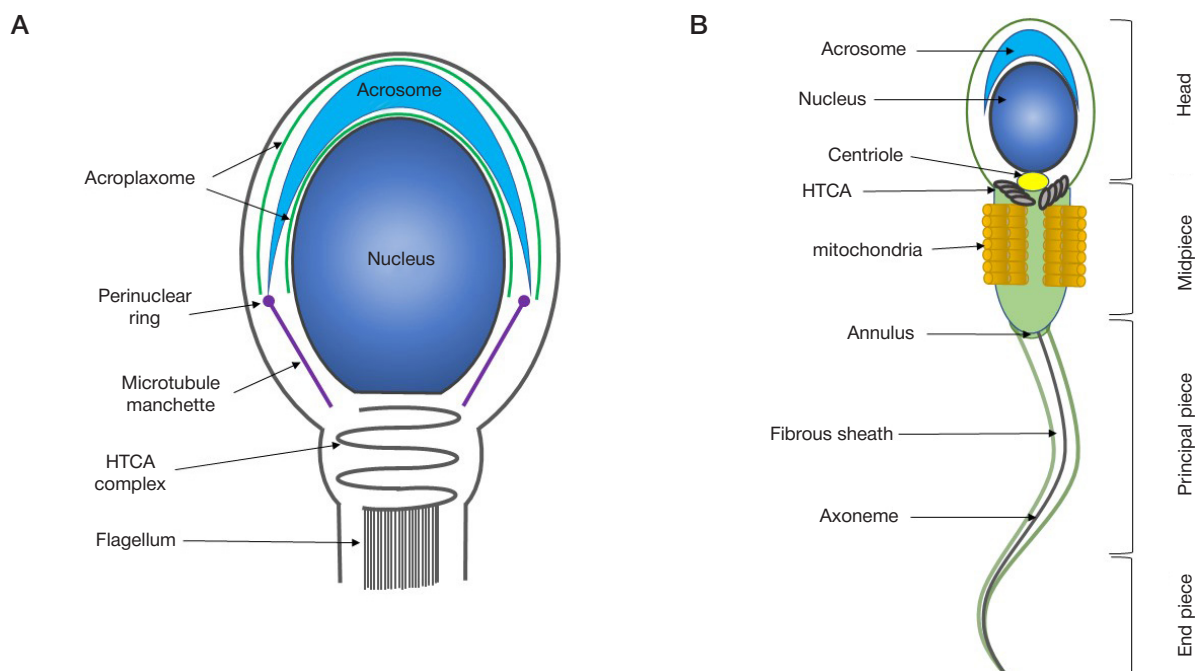 A
Acrosome
Acroplaxome
Nucleus
Perinuclear
ring
Microtubule
manchette
HTCA
complex
Flagellum
B
Acrosome
Nucleus
Centriole
HTCA
mitochondria
Annulus
Fibrous sheath
Axoneme
Head
Midpiece
Principal piece
End piece